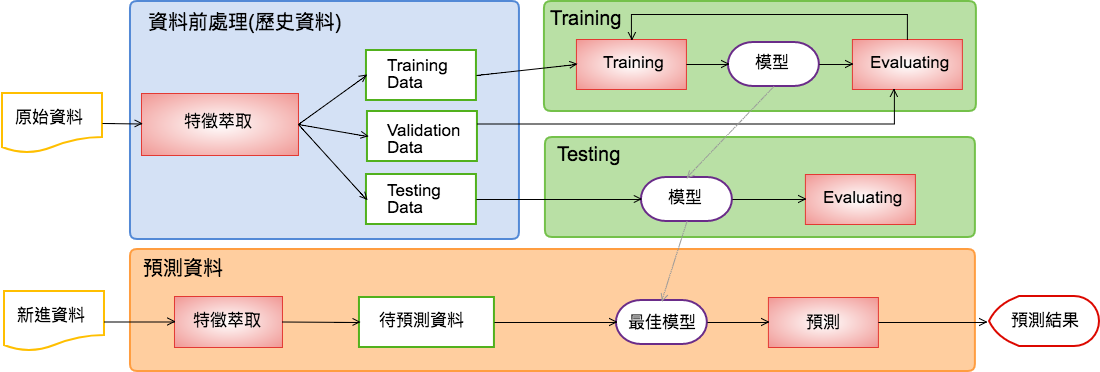 資料前處理(歷史資料)
原始資料
特徵萃取
Training
Data
Validation
Data
Testing
Data
Training
Training
模型
Evaluating
Testing
模型
Evaluating
預測資料
新進資料
特徵萃取
待預測資料
最佳模型
預測
預測結果